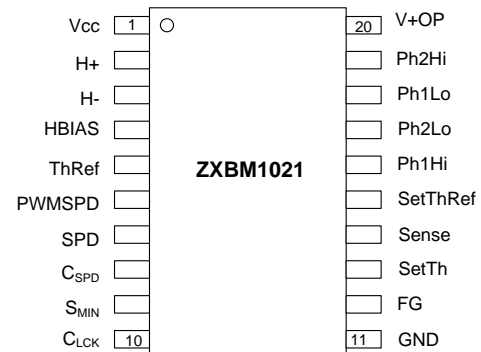 Vcc 1 20 V+OP
H+ Ph2Hi
H- Ph1Lo
HBIAS Ph2Lo
ThRef ZXBM1021 Ph1Hi
PWMSPD SetThRef
SPD Sense
CSPD SetTh
SMIN FG
CLCK 10 11 GND